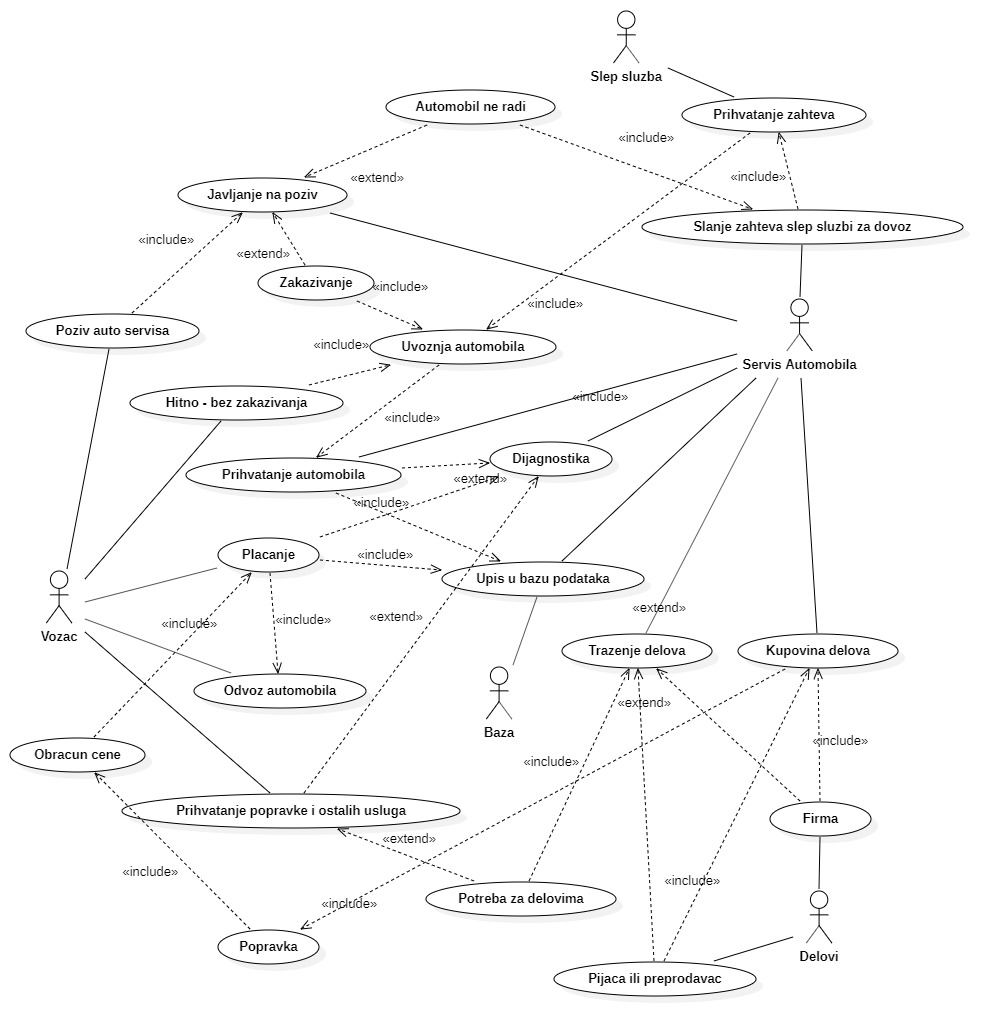 Slep sluzba
Automobil ne radi
Prihvatanje zahteva
«include»
«extend»
«include»
Javljanje na poziv
Slanje zahteva slep sluzbi za dovoz
«include»
«extend»
Zakazivanje
«include»
«include»
Poziv auto servisa
«include»
Uvoznja automobila
Servis Automobila
Hitno - bez zakazivanja
«include»
«include»
Dijagnostika
Prihvatanje automobila
«extend»
«include»
Placanje
«include»
Upis u bazu podataka
«extend»
«include»
«include»
«extend»
Vozac
Trazenje delova
Kupovina delova
Odvoz automobila
«extend»
Baza
«include»
Obracun cene
«include»
Prihvatanje popravke i ostalih usluga
Firma
«extend»
«include»
«include»
Potreba za delovima
«include»
Popravka
Delovi
Pijaca ili preprodavac